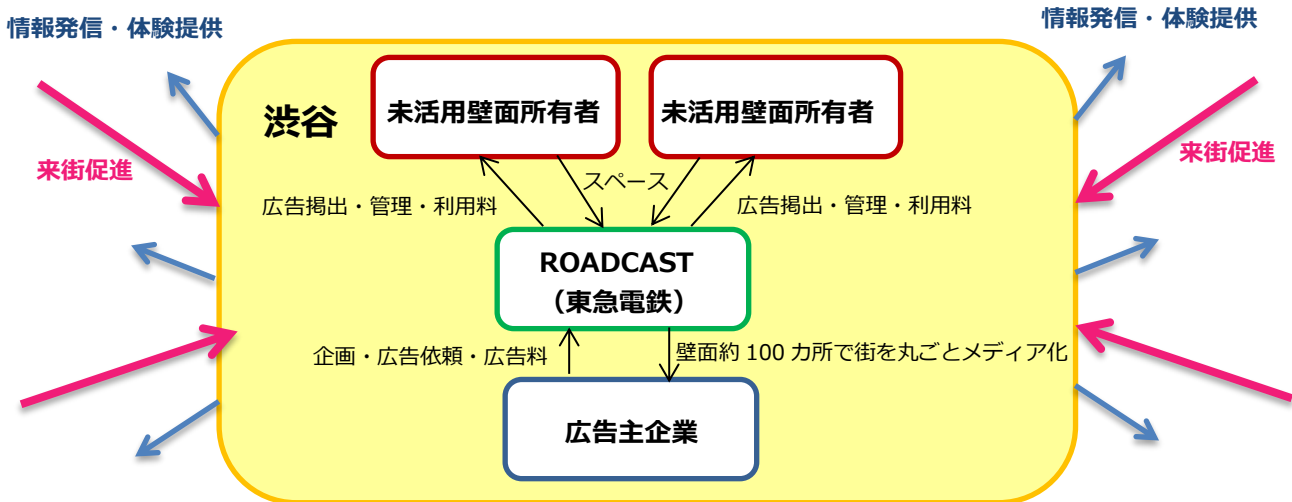 情報発信・体験提供
情報発信・体験提供
渋谷
未活用壁面所有者
未活用壁面所有者
来街促進
来街促進
スペース
広告掲出・管理・利用料
広告掲出・管理・利用料
ROADCAST
（東急電鉄）
企画・広告依頼・広告料
壁面約 100 カ所で街を丸ごとメディア化
広告主企業